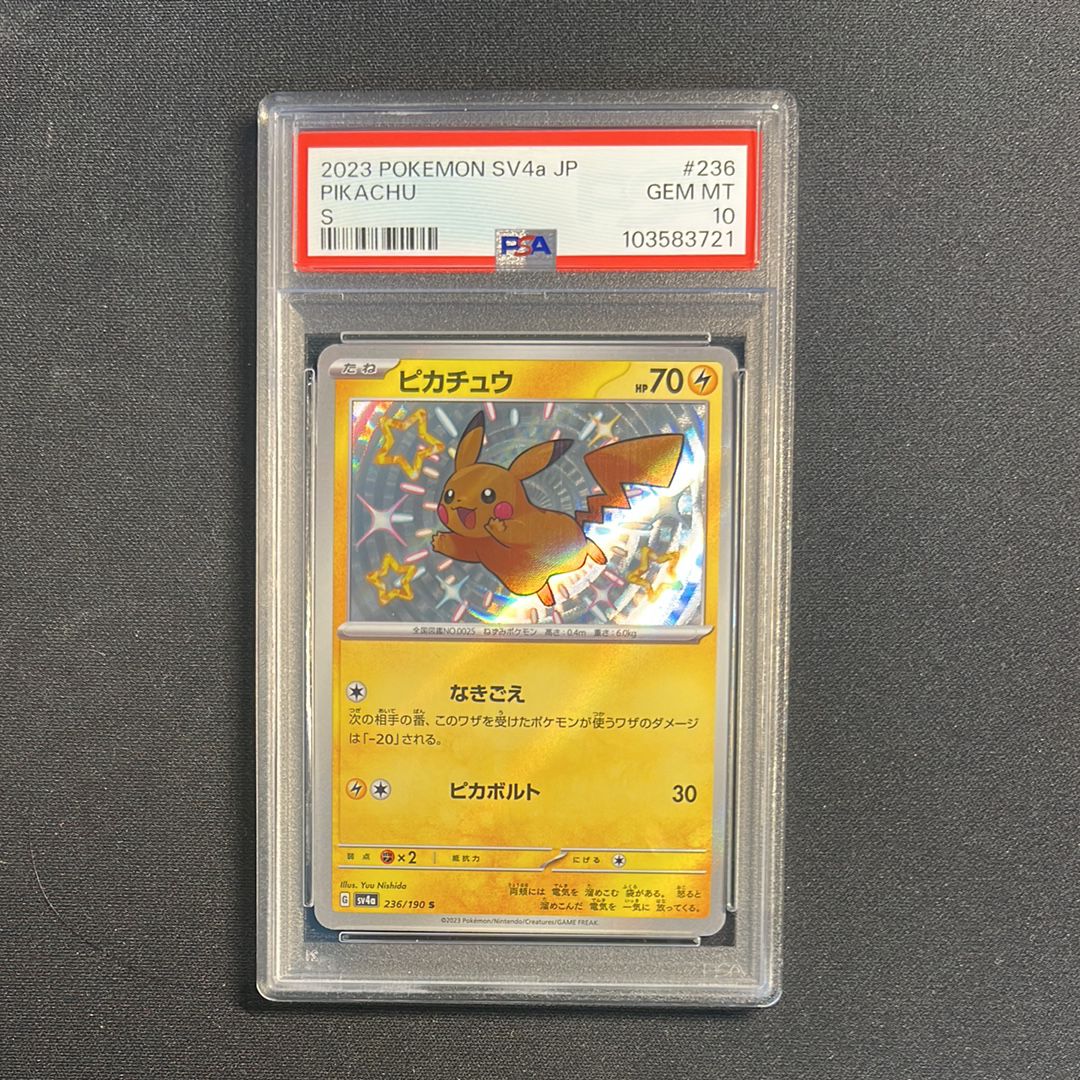 2023 POKEMON SV4a JP #236
PIKACHU GEM MT
S 10
PSA 103583721
たね ピカチュウ HP70
全国図鑑NO.0025 ねずみポケモン 高さ:0.4m 重さ:6.0kg
なきごえ
次の相手の番、このワザを受けたポケモンが使うワザのダメージ
は「-20」される。
ピカボルト 30
弱点 ×2 抵抗力 にげる
Illus. Yuu Nishida
両頬には 電気を 溜めこむ 袋がある。 怒ると
G sv4a 236/190 S
溜めこんだ 電気を 一気に 放ってくる。
©2023 Pokémon/Nintendo/Creatures/GAME FREAK.